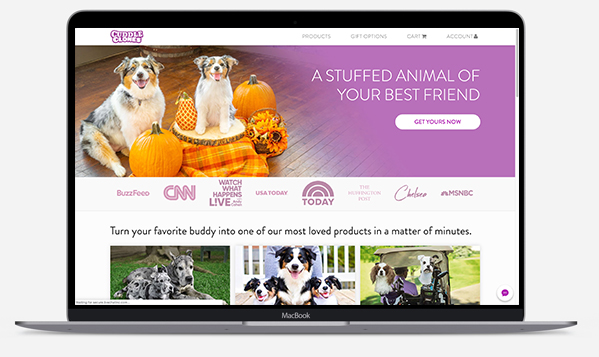 CUDDLE
CLONES
PRODUCTS GIFT OPTIONS CART ACCOUNT
A STUFFED ANIMAL OF
YOUR BEST FRIEND
GET YOURS NOW
BuzzFeed
CNN
WATCH
WHAT
HAPPENS
L!VE
USA TODAY
TODAY
THE
HUFFINGTON
POST
Chelsea
MSNBC
Turn your favorite buddy into one of our most loved products in a matter of minutes.
MacBook